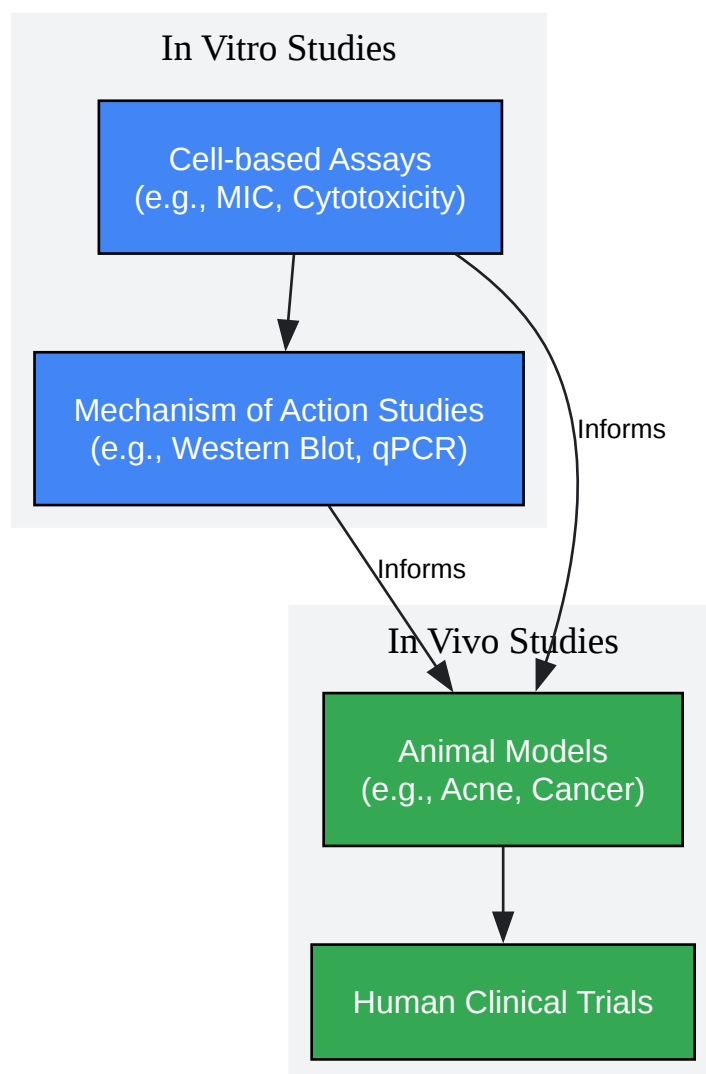 In Vitro Studies
Cell-based Assays
(e.g., MIC, Cytotoxicity)
Mechanism of Action Studies
(e.g., Western Blot, qPCR)
Informs
Informs
In Vivo Studies
Animal Models
(e.g., Acne, Cancer)
Human Clinical Trials